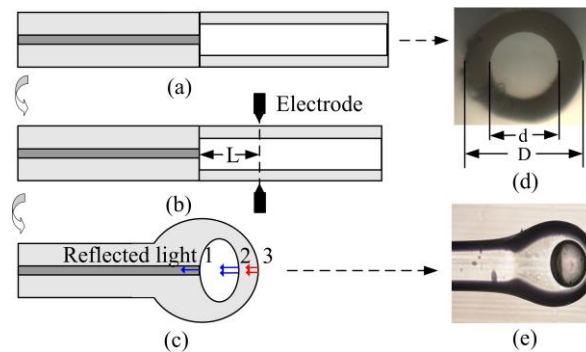 (a)
Electrode
L
(b)
d
D
(d)
Reflected light 1 2 3
(c)
(e)